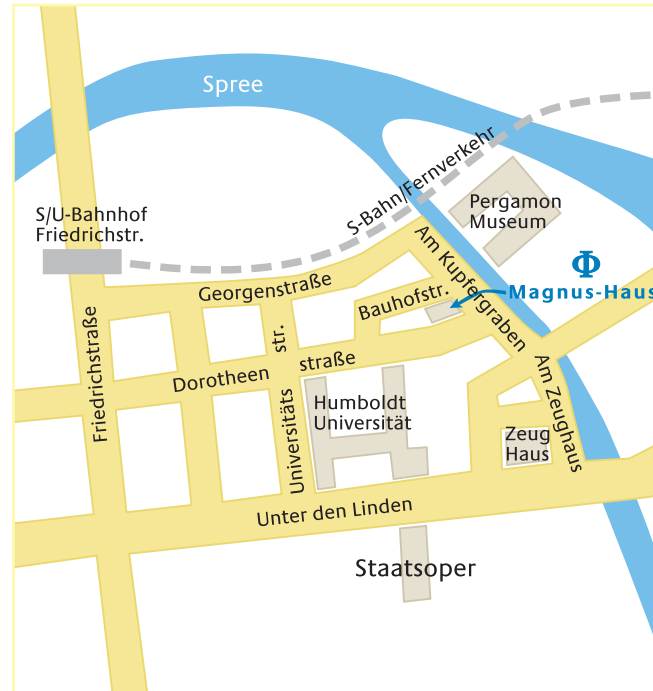 Spree
S-Bahn/Fernverkehr
Pergamon
Museum
S/U-Bahnhof
Friedrichstr.
Φ
Magnus-Haus
Am Kupfergraben
Georgenstraße
Bauhofstr.
Friedrichstraße
Dorotheen straße
Universitäts str.
Am Zeughaus
Humboldt
Universität
Zeug
Haus
Unter den Linden
Staatsoper